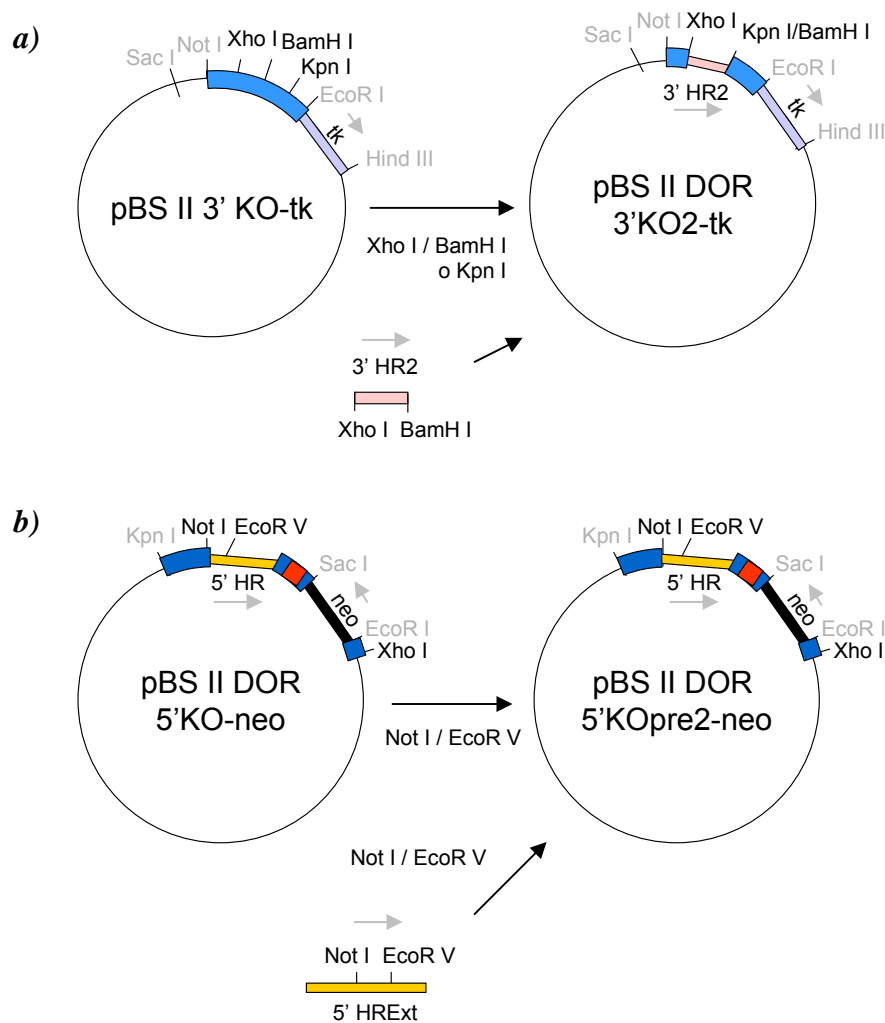 a)
Sac I
Not I
Xho I
BamH I
Kpn I
EcoR I
tk
Hind III
pBS II 3' KO-tk
Xho I / BamH I
o Kpn I
3' HR2
Xho I BamH I
Sac I
Not I
Xho I
Kpn I/BamH I
EcoR I
3' HR2
tk
Hind III
pBS II DOR
3'KO2-tk
b)
Kpn I
Not I EcoR V
5' HR
Sac I
neo
EcoR I
Xho I
pBS II DOR
5'KO-neo
Not I / EcoR V
Not I / EcoR V
Not I EcoR V
5' HRExt
Kpn I
Not I EcoR V
5' HR
Sac I
neo
EcoR I
Xho I
pBS II DOR
5'KOpre2-neo